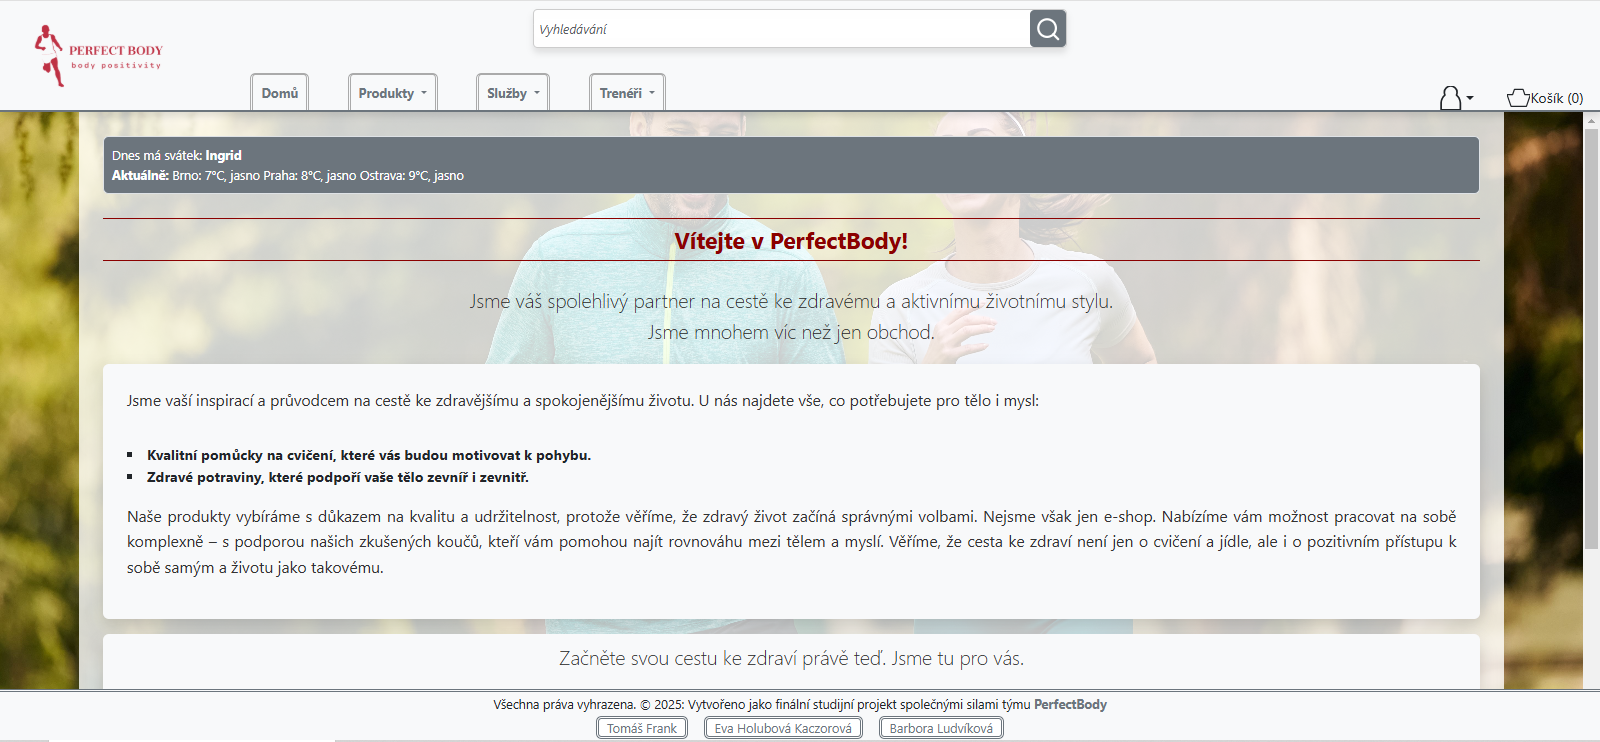 PERFECT BODY
body positivity
Vyhledávání
Domů
Produkty
Služby
Trenéři
Košík (0)
Dnes má svátek: Ingrid
Aktuálně: Brno: 7°C, jasno Praha: 8°C, jasno Ostrava: 9°C, jasno
Vítejte v PerfectBody!
Jsme váš spolehlivý partner na cestě ke zdravému a aktivnímu životnímu stylu.
Jsme mnohem víc než jen obchod.
Jsme vaší inspirací a průvodcem na cestě ke zdravějšímu a spokojenějšímu životu. U nás najdete vše, co potřebujete pro tělo i mysl:
Kvalitní pomůcky na cvičení, které vás budou motivovat k pohybu.
Zdravé potraviny, které podpoří vaše tělo zevníř i zevnitř.
Naše produkty vybíráme s důkazem na kvalitu a udržitelnost, protože věříme, že zdravý život začíná správnými volbami. Nejsme však jen e-shop. Nabízíme vám možnost pracovat na sobě
komplexně – s podporou našich zkušených koučů, kteří vám pomohou najít rovnováhu mezi tělem a myslí. Věříme, že cesta ke zdraví není jen o cvičení a jídle, ale i o pozitivním přístupu k
sobě samým a životu jako takovému.
Začněte svou cestu ke zdraví právě teď. Jsme tu pro vás.
Všechna práva vyhrazena. © 2025: Vytvořeno jako finální studijní projekt společnými silami týmu PerfectBody
Tomáš Frank
Eva Holubová Kaczorová
Barbora Ludvíková